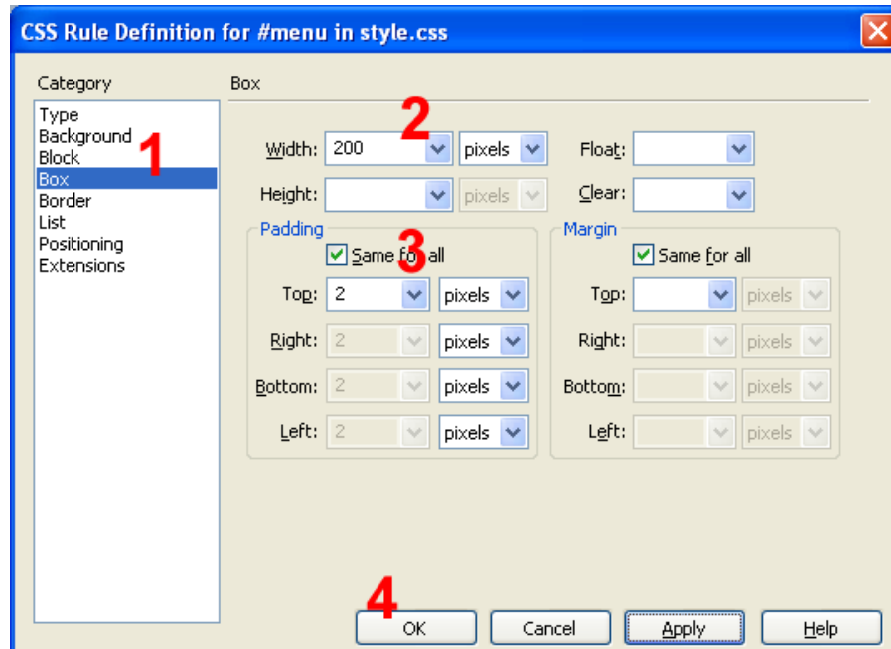 CSS Rule Definition for #menu in style.css
Category
Type
Background
Block
Box
Border
List
Positioning
Extensions
1
Box
2
Width: 200 pixels Float:
Height: pixels Clear:
Padding
3
Same for all
Top: 2 pixels
Right: 2 pixels
Bottom: 2 pixels
Left: 2 pixels
Margin
Same for all
Top: pixels
Right: pixels
Bottom: pixels
Left: pixels
4
OK Cancel Apply Help